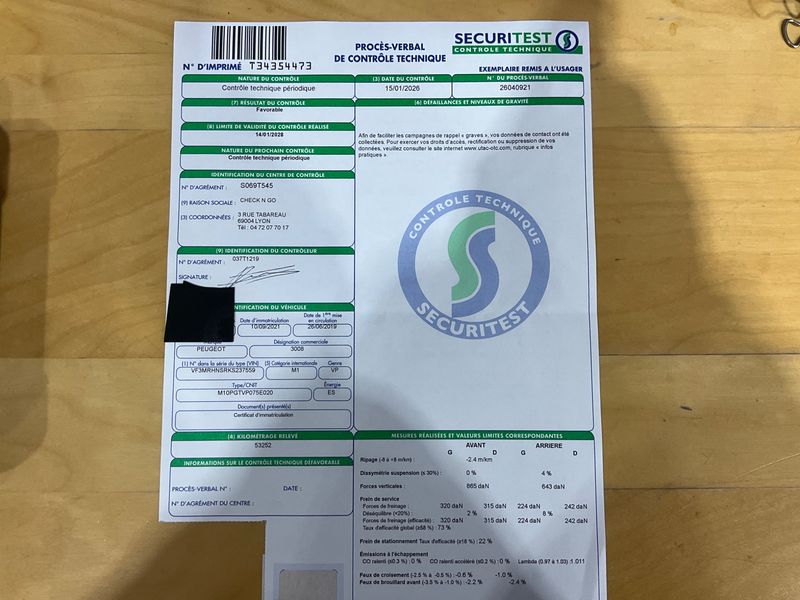 N° D'IMPRIMÉ T34354473
PROCÈS-VERBAL
DE CONTRÔLE TECHNIQUE
SECURITEST
CONTROLE TECHNIQUE
EXEMPLAIRE REMIS A L'USAGER
NATURE DU CONTRÔLE
Contrôle technique périodique
(3) DATE DU CONTRÔLE
15/01/2026
N° DU PROCÈS-VERBAL
26040921
(7) RÉSULTAT DU CONTRÔLE
Favorable
(8) LIMITE DE VALIDITÉ DU CONTRÔLE RÉALISÉ
14/01/2028
NATURE DU PROCHAIN CONTRÔLE
Contrôle technique périodique
(6) DÉFAILLANCES ET NIVEAUX DE GRAVITÉ
Afin de faciliter les campagnes de rappel « graves », vos données de contact ont été
collectées. Pour exercer vos droits d'accès, rectification ou suppression de vos
données, veuillez consulter le site internet www.utac-otc.com, rubrique « infos
pratiques ».
IDENTIFICATION DU CENTRE DE CONTRÔLE
N° D'AGRÉMENT : S069T545
(9) RAISON SOCIALE : CHECK N GO
(3) COORDONNÉES : 3 RUE TABAREAU
69004 LYON
Tél : 04 72 07 70 17
(9) IDENTIFICATION DU CONTRÔLEUR
N° D'AGRÉMENT : 037T1219
SIGNATURE :
CONTROLE TECHNIQUE
SECURITEST
IDENTIFICATION DU VÉHICULE
Date d'immatriculation
10/09/2021
Date de 1ère mise
en circulation
26/06/2019
Marque
PEUGEOT
Désignation commerciale
3008
(1) N° dans la série du type (VIN)
VF3MRHNSRKS237559
(5) Catégorie internationale
M1
Genre
VP
Type/CNIT
M10PGTVP075E020
Énergie
ES
Document(s) présenté(s)
Certificat d'immatriculation
(4) KILOMÉTRAGE RELEVÉ
53252
INFORMATIONS SUR LE CONTRÔLE TECHNIQUE DÉFAVORABLE
PROCÈS-VERBAL N° : DATE :
N° D'AGRÉMENT DU CENTRE :
MESURES RÉALISÉES ET VALEURS LIMITES CORRESPONDANTES
AVANT ARRIERE
G D G D
Ripage (-8 à +8 m/km) : -2.4 m/km
Dissymétrie suspension (≤ 30%) : 0 % 4 %
Forces verticales : 865 daN 643 daN
Frein de service
Forces de freinage : 320 daN 315 daN 224 daN 242 daN
Déséquilibre (<20%) : 2 % 8 %
Forces de freinage (efficacité) : 320 daN 315 daN 224 daN 242 daN
Taux d'efficacité global (≥58 %) : 73 %
Frein de stationnement Taux d'efficacité (≥18 %) : 22 %
Émissions à l'échappement
CO ralenti (≤0.3 %) : 0 % CO ralenti accéléré (≤0.2 %) : 0 % Lambda (0.97 à 1.03) :1.011
Feux de croisement (-2.5 % à -0.5 %) :-0.6 % -1.0 %
Feux de brouillard avant (-3.5 % à -1.0 %) :-2.2 % -2.4 %